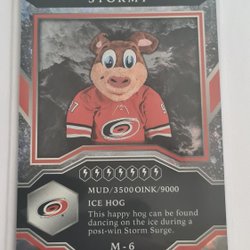 STORMY
7
MUD/3500 OINK/9000
ICE HOG
This happy hog can be found
dancing on the ice during a
post-win Storm Surge.
M-6